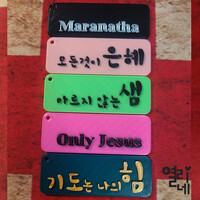 Maranatha
모든것이 은혜
마르지 않는 샘
Only Jesus
기도는 나의 힘
열리네